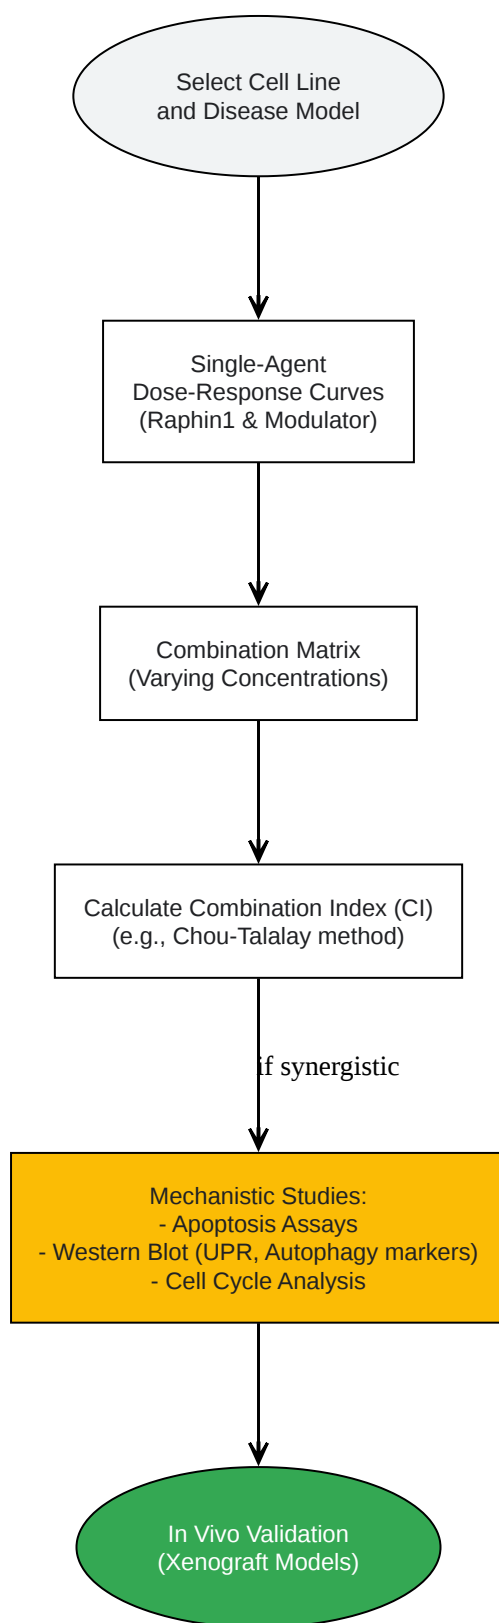 Select Cell Line
and Disease Model
Single-Agent
Dose-Response Curves
(Raphin1 & Modulator)
Combination Matrix
(Varying Concentrations)
Calculate Combination Index (CI)
(e.g., Chou-Talalay method)
if synergistic
Mechanistic Studies:
- Apoptosis Assays
- Western Blot (UPR, Autophagy markers)
- Cell Cycle Analysis
In Vivo Validation
(Xenograft Models)